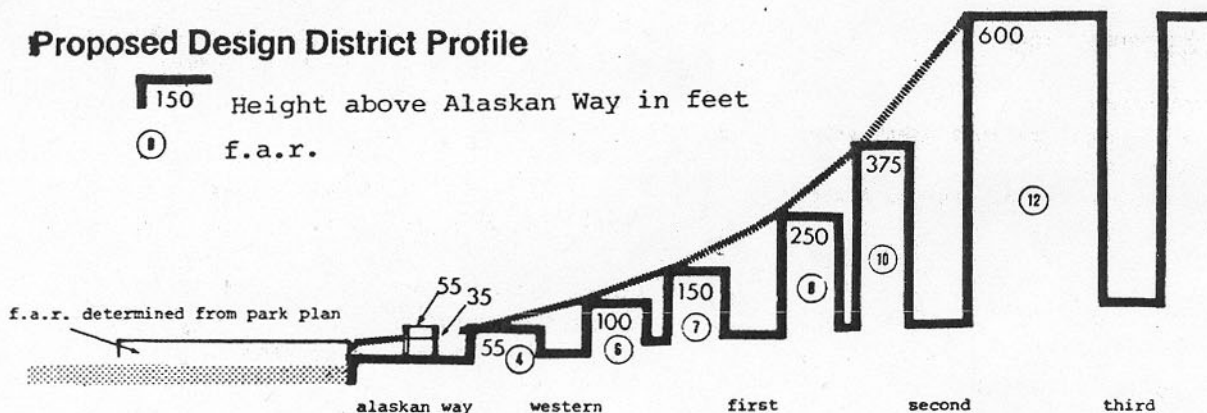 Proposed Design District Profile
150 Height above Alaskan Way in feet
8 f.a.r.
600
375
250
150
100
55
55
35
12
10
8
7
6
4
f.a.r. determined from park plan
alaskan way western first second third